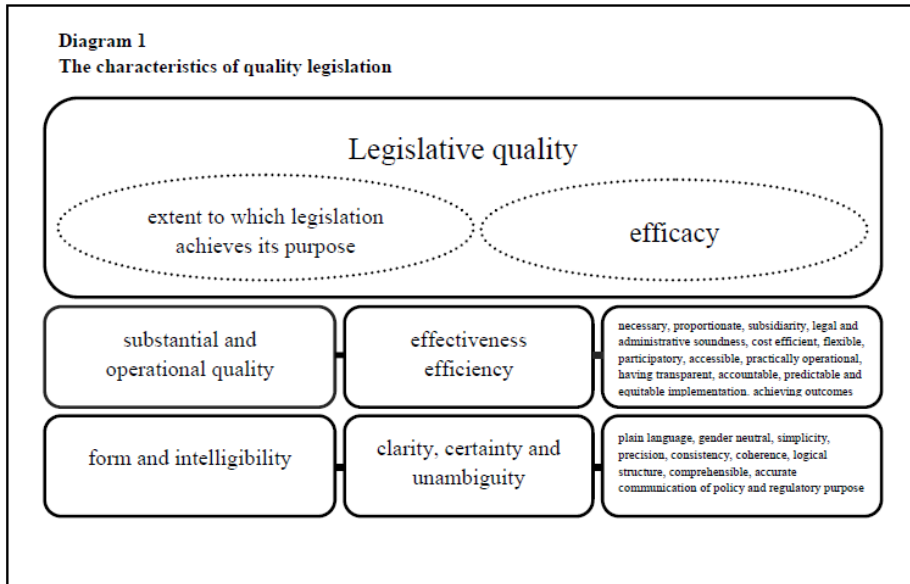 Diagram 1
The characteristics of quality legislation
Legislative quality
extent to which legislation
achieves its purpose
efficacy
substantial and
operational quality
effectiveness
efficiency
necessary, proportionate, subsidiarity, legal and
administrative soundness, cost efficient, flexible,
participatory, accessible, practically operational,
having transparent, accountable, predictable and
equitable implementation, achieving outcomes
form and intelligibility
clarity, certainty and
unambiguity
plain language, gender neutral, simplicity,
precision, consistency, coherence, logical
structure, comprehensible, accurate
communication of policy and regulatory purpose